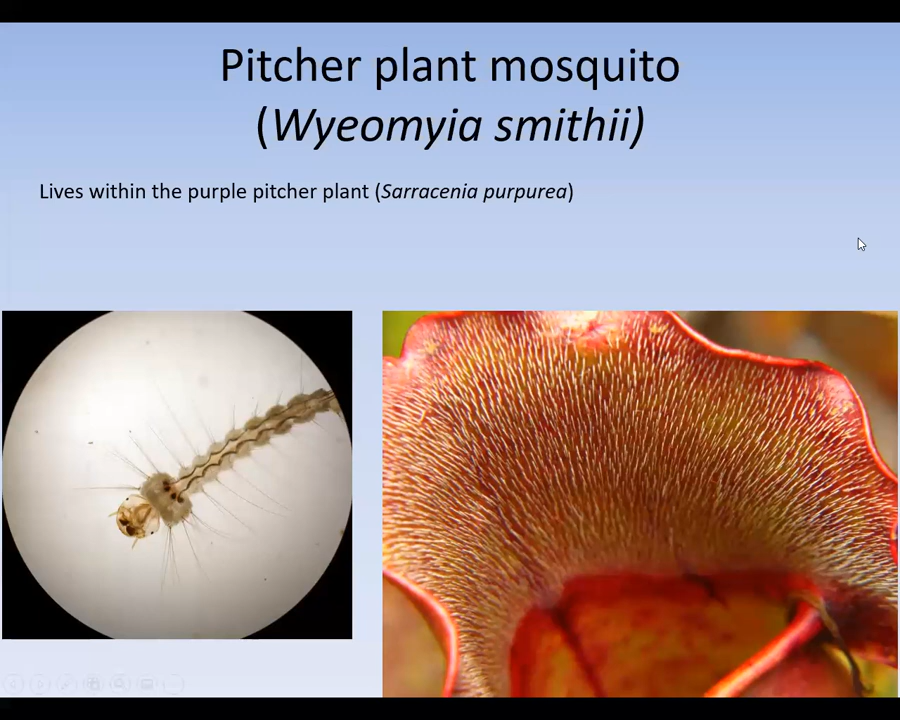 Pitcher plant mosquito
(Wyeomyia smithii)
Lives within the purple pitcher plant (Sarracenia purpurea)